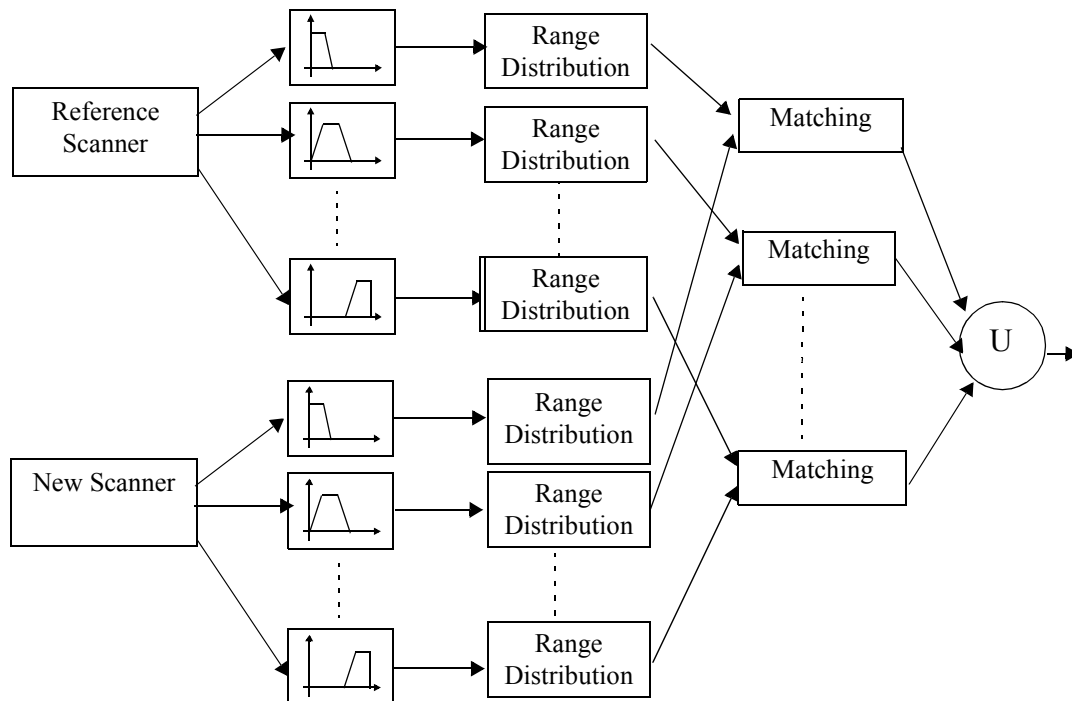 Range
Distribution
Reference
Scanner
Matching
Range
Distribution
Matching
Range
Distribution
U
Range
Distribution
New Scanner
Matching
Range
Distribution
Range
Distribution